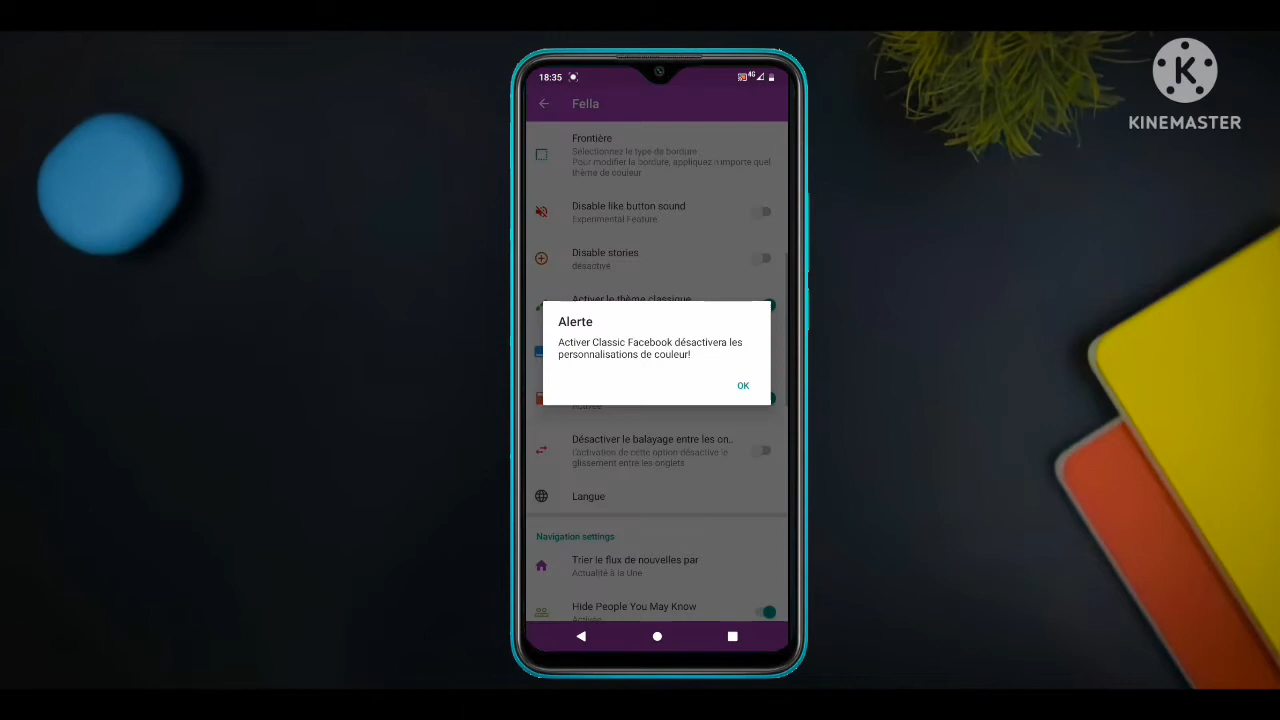 KINEMASTER
18:35
4G
Fella
Frontière
Sélectionnez le type de bordure
Pour modifier la bordure, appliquez n importe quel
thème de couleur
Disable like button sound
Experimental Feature
Disable stories
désactivé
Activer le thème classique
Alerte
Activer Classic Facebook désactivera les
personnalisations de couleur!
OK
Désactiver le balayage entre les on..
L'activation de cette option désactive le
glissement entre les onglets
Langue
Navigation settings
Trier le flux de nouvelles par
Actualité à la Une
Hide People You May Know